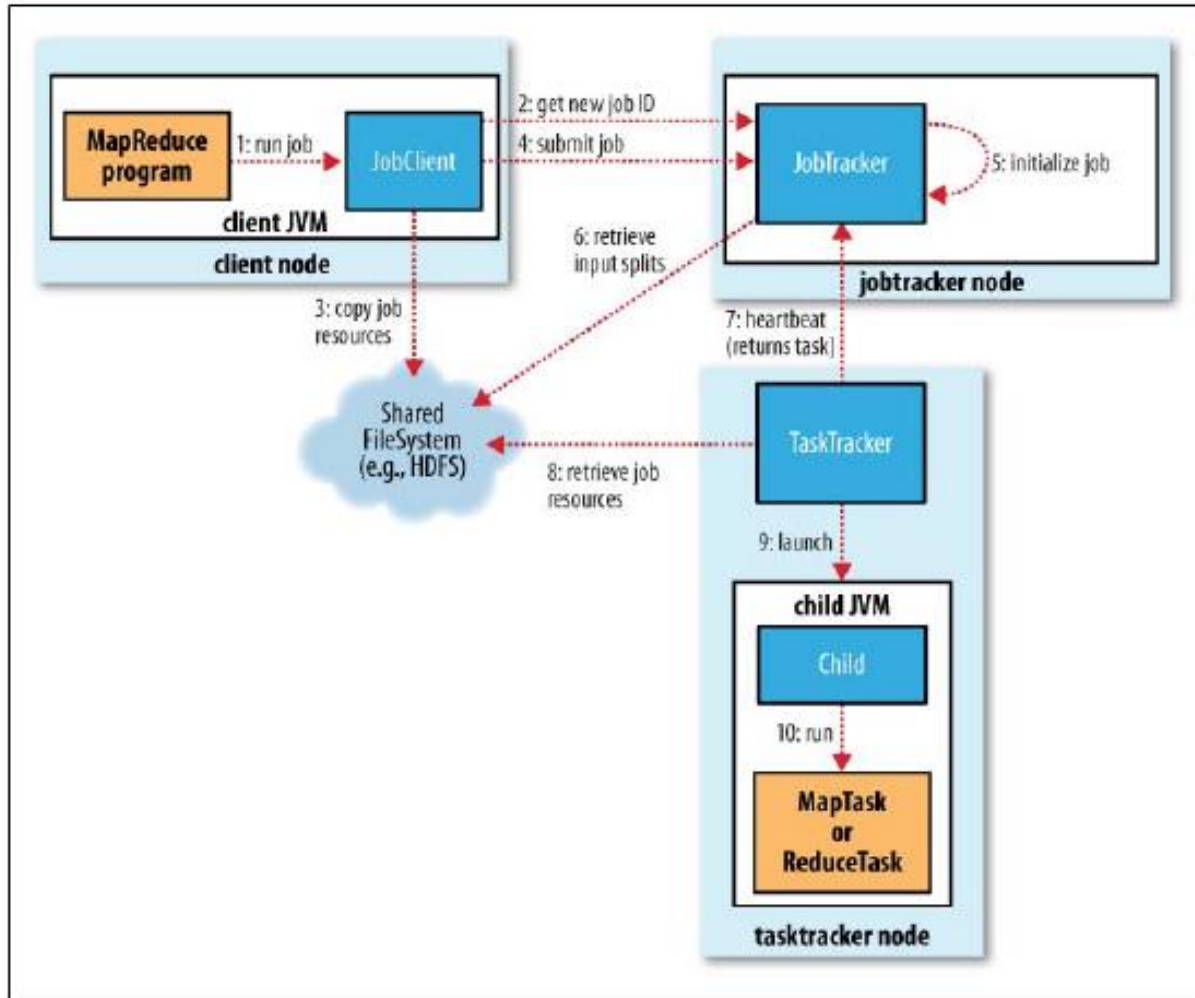 MapReduce
program
1: run job
JobClient
client JVM
client node
2: get new job ID
4: submit job
JobTracker
5: initialize job
jobtracker node
3: copy job
resources
6: retrieve
input splits
7: heartbeat
(returns task)
Shared
FileSystem
(e.g., HDFS)
8: retrieve job
resources
TaskTracker
9: launch
child JVM
Child
10: run
MapTask
or
ReduceTask
tasktracker node